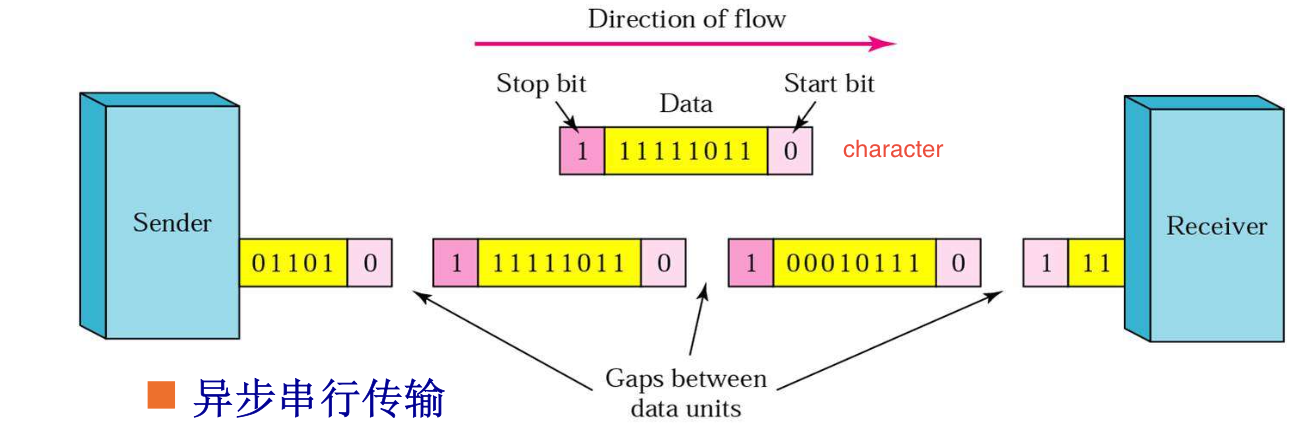 Direction of flow
Stop bit
Data
Start bit
1 11111011 0
character
Sender
Receiver
01101 0
1 11111011 0
1 00010111 0
1 11
Gaps between
data units
异步串行传输